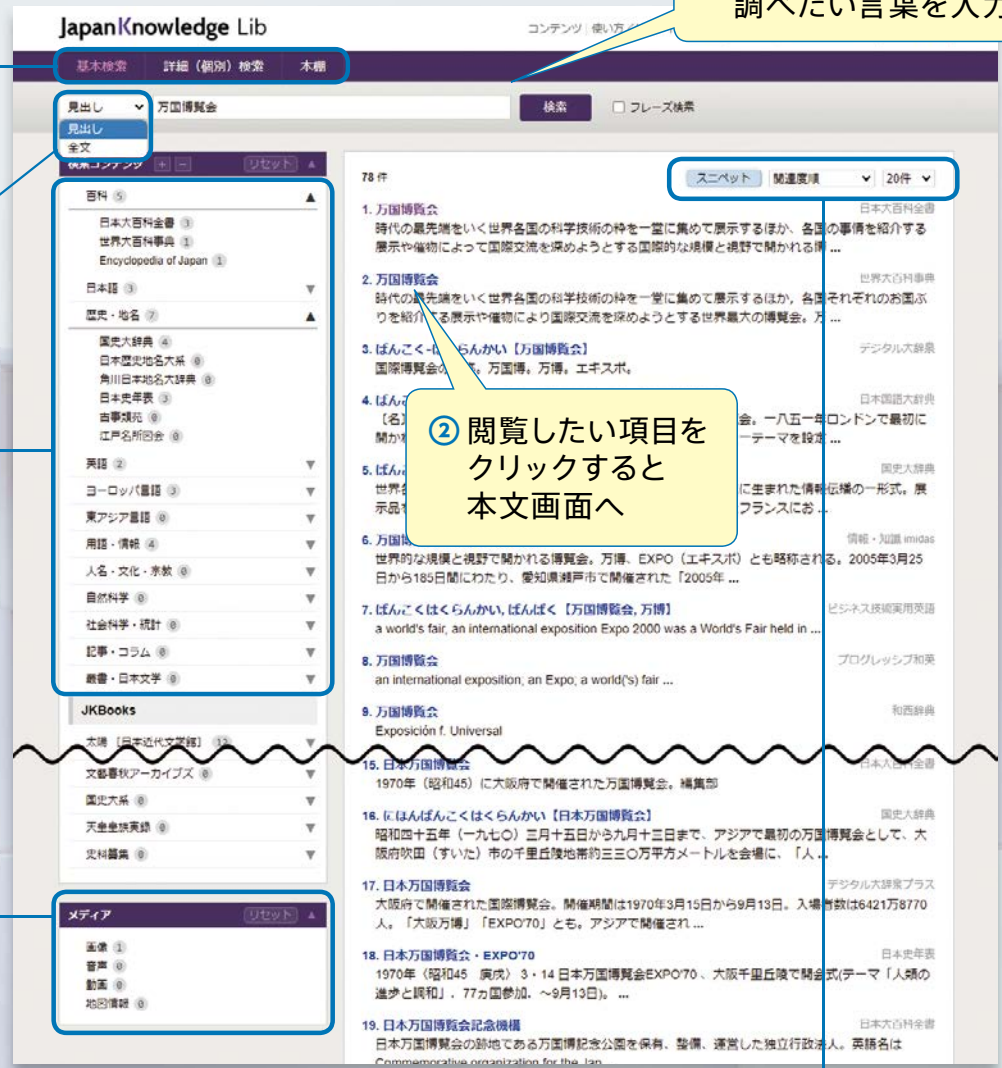 調べたい言葉を入力
JapanKnowledge Lib
コンテンツ 使い方
基本検索 詳細（個別）検索 本棚
見出し 万国博覧会 検索 フレーズ検索
見出し
全文
検索コンテンツ + − リセット ▲
78 件 スニペット 関連度順 20件
百科 5 ▲
日本大百科全書 3
世界大百科事典 1
Encyclopedia of Japan 1
日本語 3 ▼
歴史・地名 7 ▲
国史大辞典 4
日本歴史地名大系 0
角川日本地名大辞典 0
日本史年表 3
古事類苑 0
江戸名所図会 0
英語 2 ▼
ヨーロッパ言語 3 ▼
東アジア言語 0 ▼
用語・情報 4 ▼
人名・文化・宗教 0 ▼
自然科学 0 ▼
社会科学・統計 0 ▼
記事・コラム 0 ▼
叢書・日本文学 0 ▼
JKBooks
太陽［日本近代文学館］ 12 ▼
文藝春秋アーカイブズ 0 ▼
国史大系 0 ▼
天皇皇族実録 0 ▼
史料纂集 0 ▼
メディア リセット ▲
画像 1
音声 0
動画 0
地図情報 0
1. 万国博覧会 日本大百科全書
時代の最先端をいく世界各国の科学技術の粋を一堂に集めて展示するほか、各国の事情を紹介する
展示や催物によって国際交流を深めようとする国際的な規模と視野で開かれる博 ...
2. 万国博覧会 世界大百科事典
時代の最先端をいく世界各国の科学技術の粋を一堂に集めて展示するほか，各国それぞれのお国ぶ
りを紹介する展示や催物により国際交流を深めようとする世界最大の博覧会。万 ...
3. ばんこく‐はくらんかい【万国博覧会】 デジタル大辞泉
国際博覧会の 。万国博。万博。エキスポ。
4. ばんこ 日本国語大辞典
〔名〕 会。一八五一年ロンドンで最初に
開か ーテーマを設定 ...
② 閲覧したい項目を
クリックすると
本文画面へ
5. ばん 国史大辞典
世界各 に生まれた情報伝播の一形式。展
示品を フランスにお ...
6. 万国博 情報・知識 imidas
世界的な規模と視野で開かれる博覧会。万博、EXPO（エキスポ）とも略称される。2005年3月25
日から185日間にわたり、愛知県瀬戸市で開催された「2005年 ...
7. ばんこくはくらんかい, ばんぱく【万国博覧会, 万博】 ビジネス技術実用英語
a world's fair, an international exposition Expo 2000 was a World's Fair held in ...
8. 万国博覧会 プログレッシブ和英
an international exposition; an Expo; a world('s) fair ...
9. 万国博覧会 和西辞典
Exposición f. Universal
15. 日本万国博覧会 日本大百科全書
1970年（昭和45）に大阪府で開催された万国博覧会。編集部
16. にほんばんこくはくらんかい【日本万国博覧会】 国史大辞典
昭和四十五年（一九七〇）三月十五日から九月十三日まで、アジアで最初の万国博覧会として、大
阪府吹田（すいた）市の千里丘陵地帯約三三〇万平方メートルを会場に、「人 ...
17. 日本万国博覧会 デジタル大辞泉プラス
大阪府で開催された国際博覧会。開催期間は1970年3月15日から9月13日。入場者数は6421万8770
人。「大阪万博」「EXPO'70」とも。アジアで開催され ...
18. 日本万国博覧会・EXPO'70 日本史年表
1970年〈昭和45 庚戌〉 3・14 日本万国博覧会EXPO'70、大阪千里丘陵で開会式(テーマ「人類の
進歩と調和」．77ヵ国参加．～9月13日)。 ...
19. 日本万国博覧会記念機構 日本大百科全書
日本万国博覧会の跡地である万国博記念公園を保有、整備、運営した独立行政法人。英語名は
Commemorative organization for the Jap